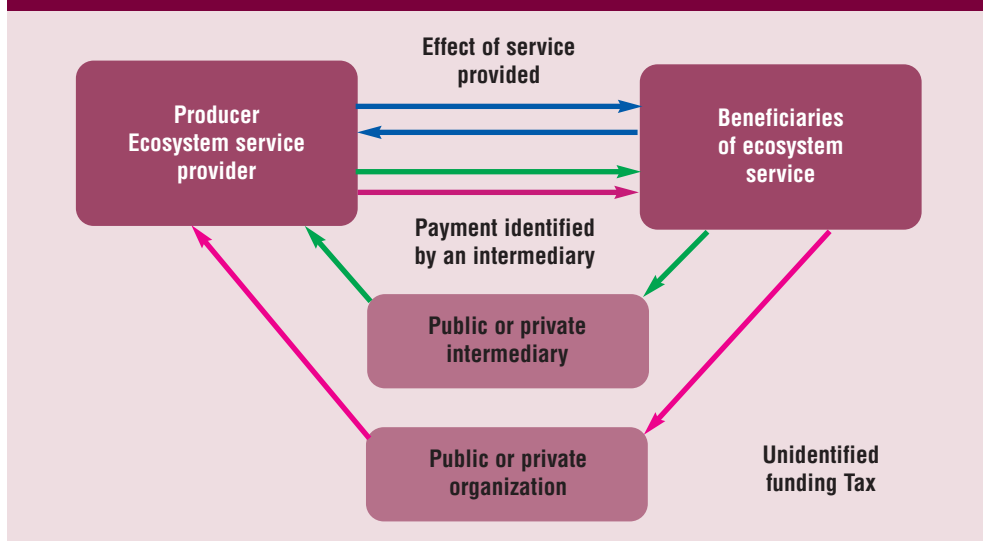 Effect of service
provided
Producer
Ecosystem service
provider
Beneficiaries
of ecosystem
service
Payment identified
by an intermediary
Public or private
intermediary
Public or private
organization
Unidentified
funding Tax